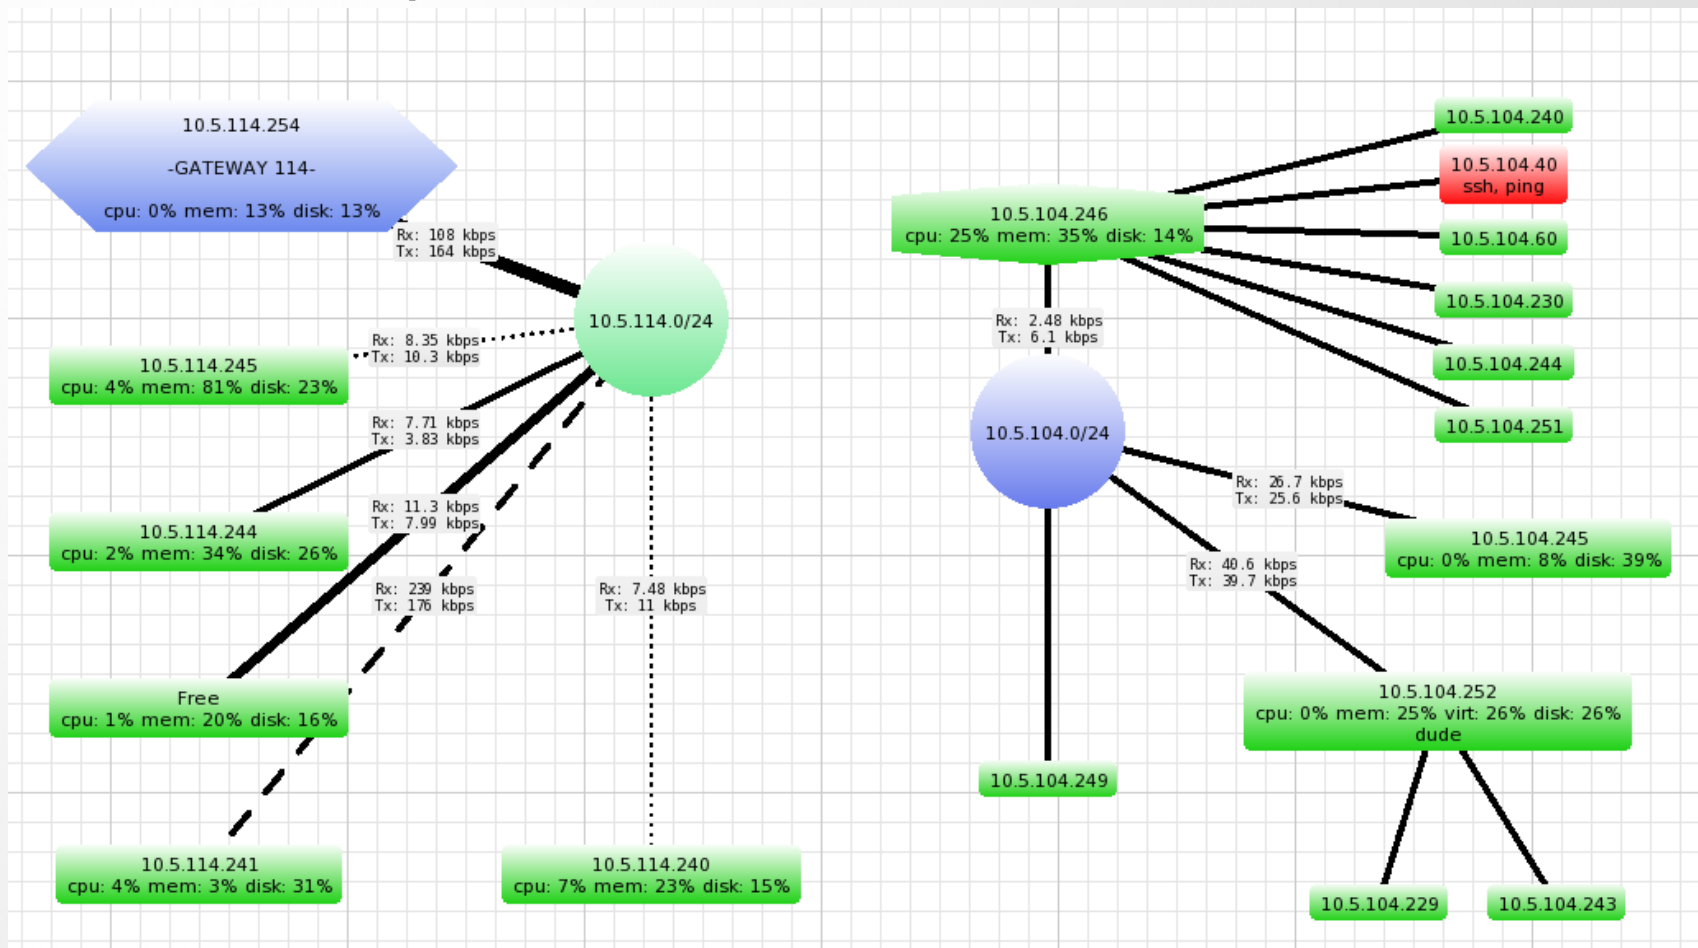 10.5.114.254
-GATEWAY 114-
cpu: 0% mem: 13% disk: 13%
Rx: 108 kbps
Tx: 164 kbps
10.5.114.0/24
Rx: 8.35 kbps
Tx: 10.3 kbps
10.5.114.245
cpu: 4% mem: 81% disk: 23%
Rx: 7.71 kbps
Tx: 3.83 kbps
10.5.114.244
cpu: 2% mem: 34% disk: 26%
Rx: 11.3 kbps
Tx: 7.99 kbps
Rx: 239 kbps
Tx: 176 kbps
Rx: 7.48 kbps
Tx: 11 kbps
Free
cpu: 1% mem: 20% disk: 16%
10.5.114.241
cpu: 4% mem: 3% disk: 31%
10.5.114.240
cpu: 7% mem: 23% disk: 15%
10.5.104.240
10.5.104.40
ssh, ping
10.5.104.246
cpu: 25% mem: 35% disk: 14%
10.5.104.60
10.5.104.230
Rx: 2.48 kbps
Tx: 6.1 kbps
10.5.104.244
10.5.104.251
10.5.104.0/24
Rx: 26.7 kbps
Tx: 25.6 kbps
10.5.104.245
cpu: 0% mem: 8% disk: 39%
Rx: 40.6 kbps
Tx: 39.7 kbps
10.5.104.252
cpu: 0% mem: 25% virt: 26% disk: 26%
dude
10.5.104.249
10.5.104.229
10.5.104.243